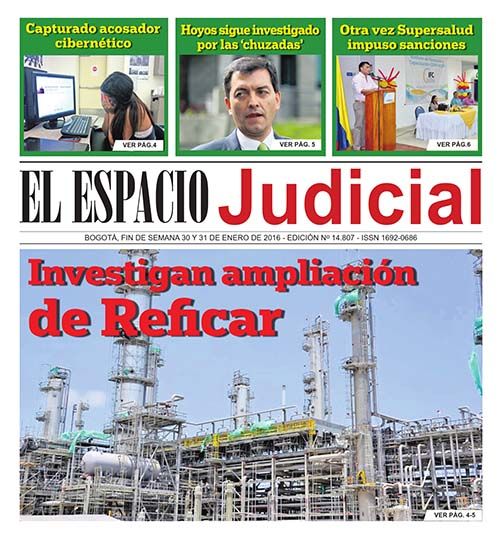 Capturado acosador
cibernético
VER PÁG.4
Hoyos sigue investigado
por las ‘chuzadas’
VER PÁG. 5
Otra vez Supersalud
impuso sanciones
VER PÁG.6
EL ESPACIO Judicial
BOGOTÁ, FIN DE SEMANA 30 Y 31 DE ENERO DE 2016 - EDICIÓN Nº 14.807 - ISSN 1692-0686
Investigan ampliación
de Reficar
VER PÁG. 4-5